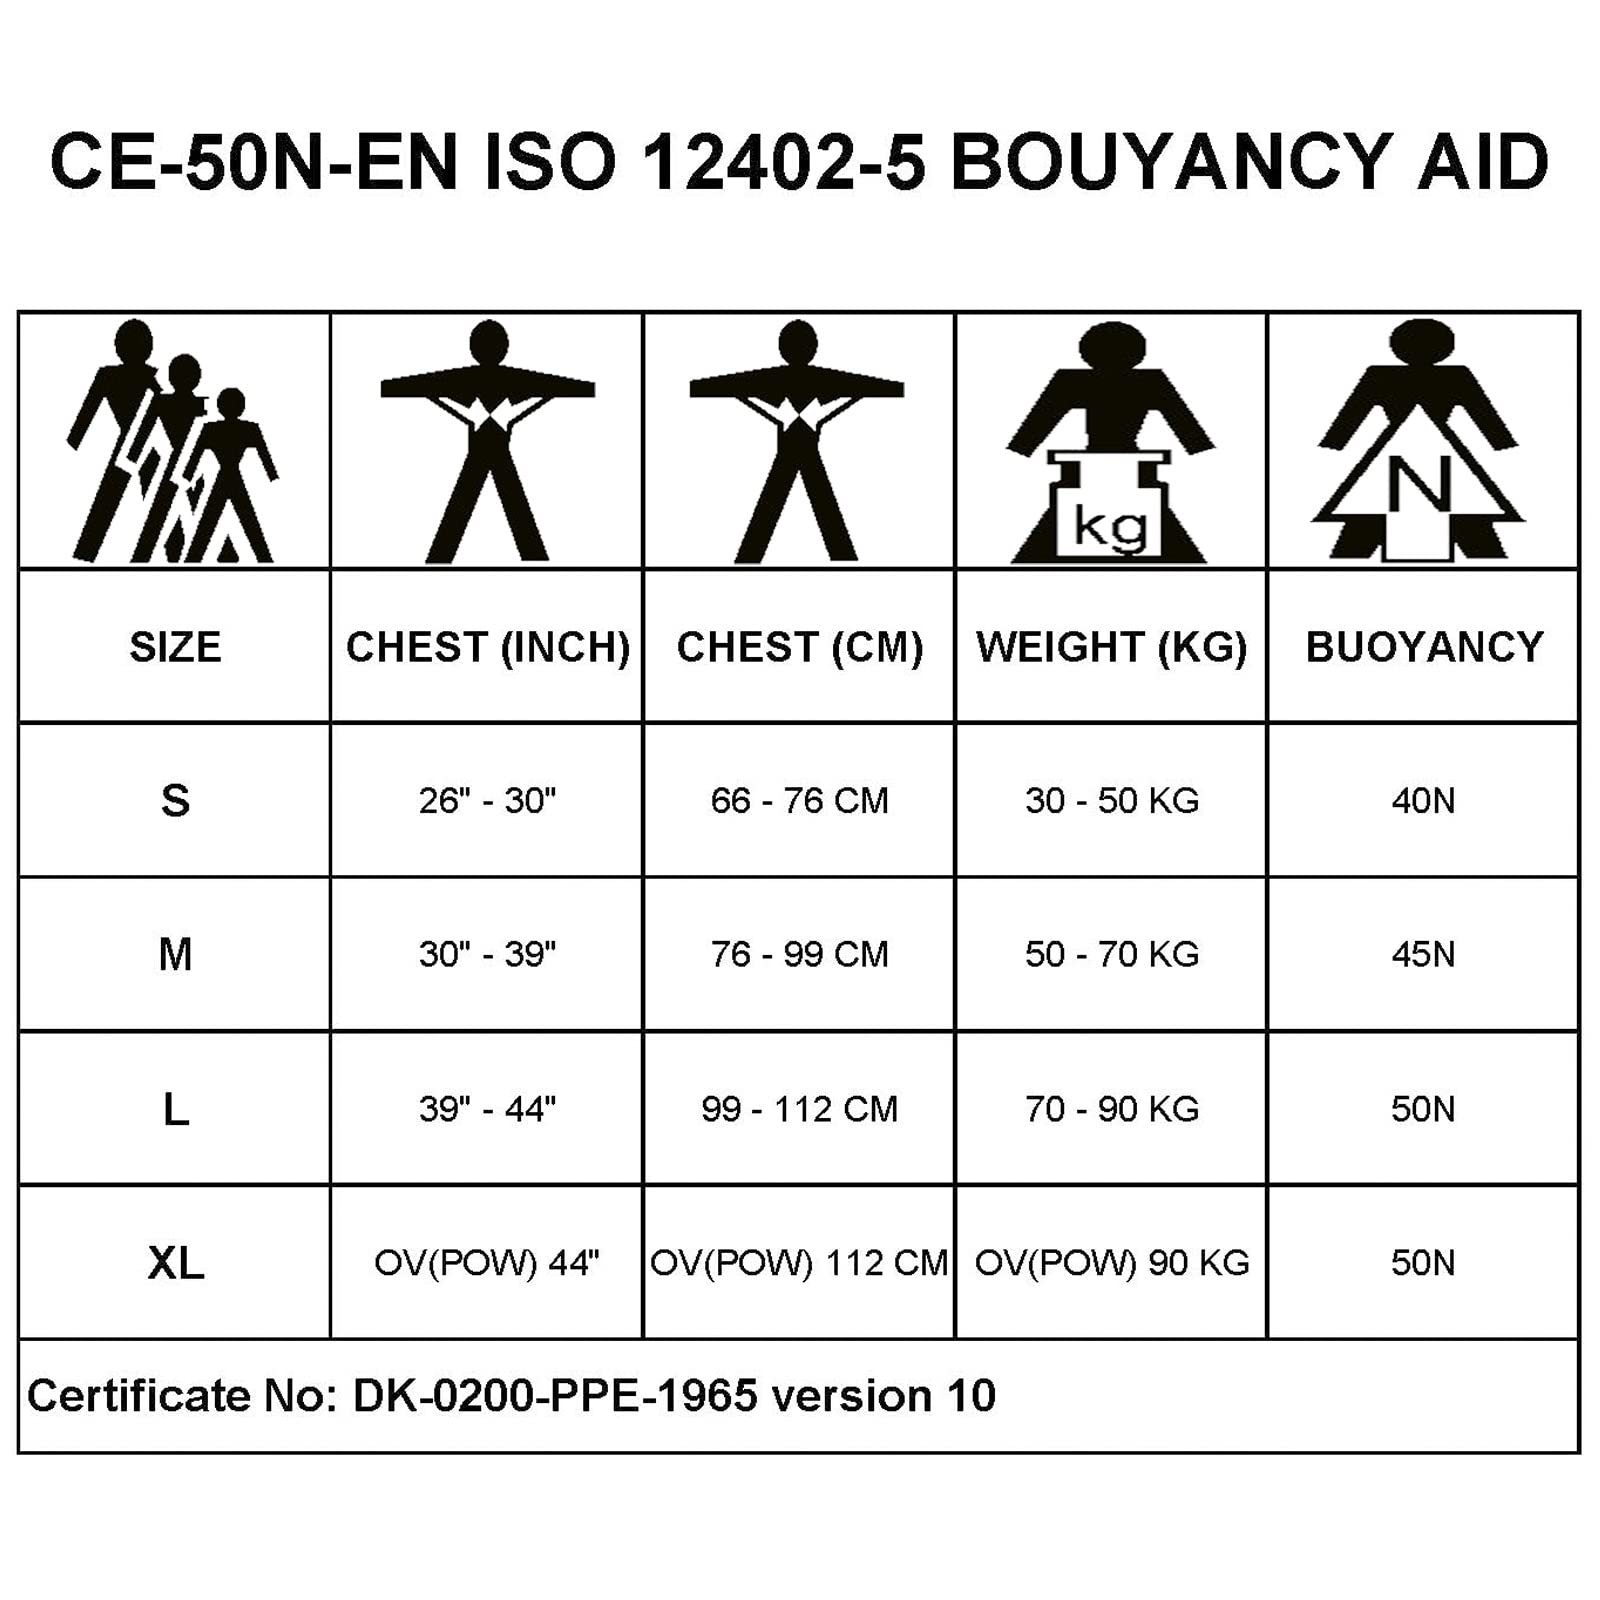 CE-50N-EN ISO 12402-5 BOUYANCY AID
kg N
SIZE CHEST (INCH) CHEST (CM) WEIGHT (KG) BUOYANCY
S 26" - 30" 66 - 76 CM 30 - 50 KG 40N
M 30" - 39" 76 - 99 CM 50 - 70 KG 45N
L 39" - 44" 99 - 112 CM 70 - 90 KG 50N
XL OV(POW) 44" OV(POW) 112 CM OV(POW) 90 KG 50N
Certificate No: DK-0200-PPE-1965 version 10